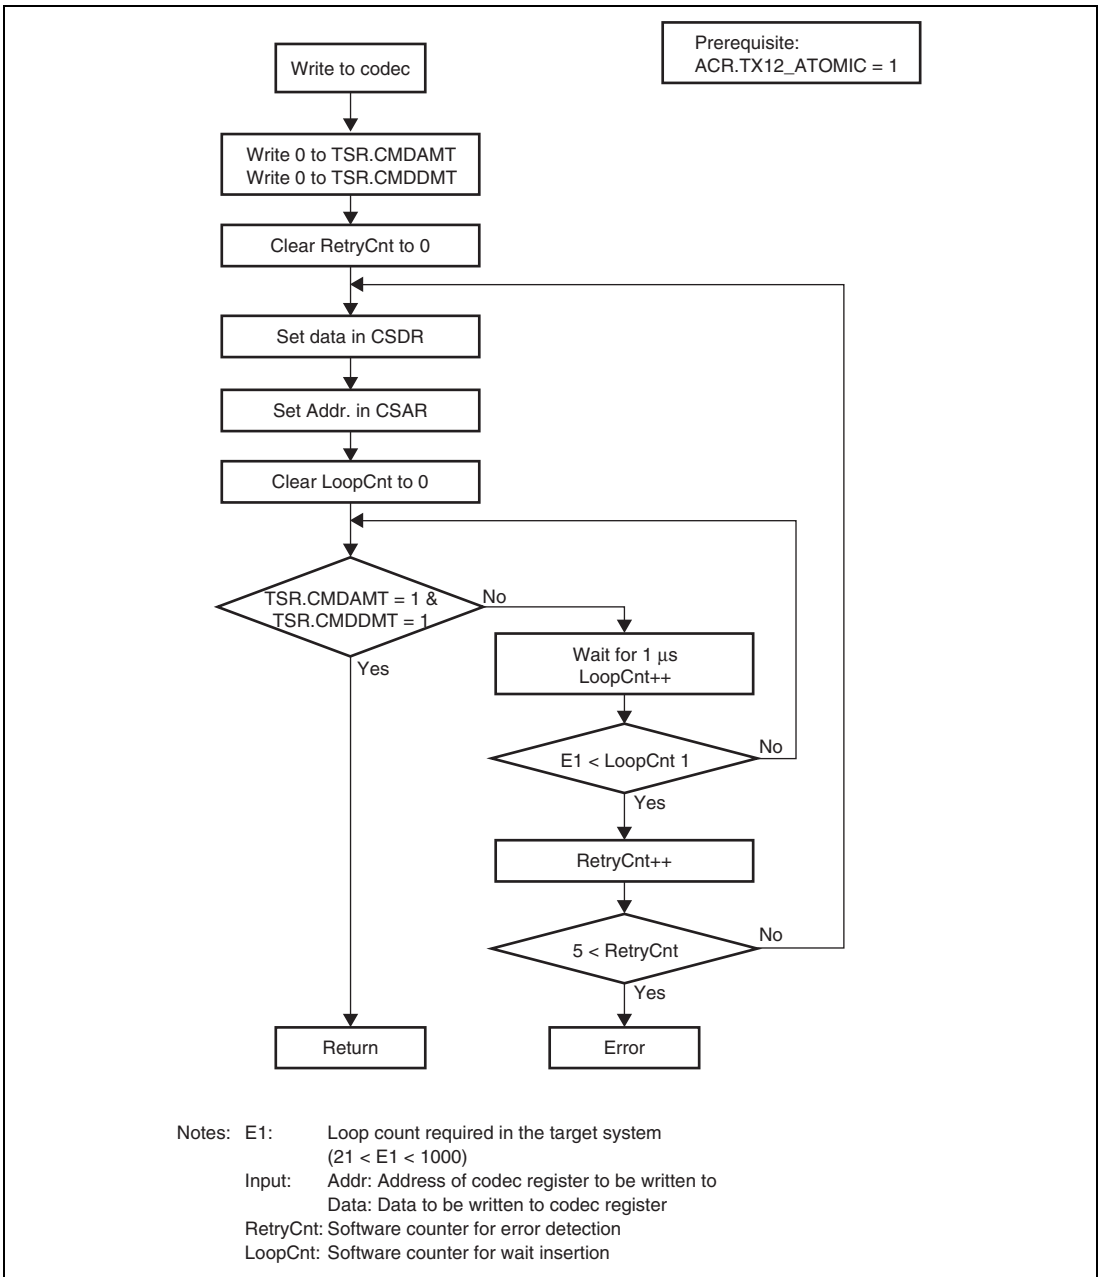 Prerequisite:
ACR.TX12_ATOMIC = 1
Write to codec
Write 0 to TSR.CMDAMT
Write 0 to TSR.CMDDMT
Clear RetryCnt to 0
Set data in CSDR
Set Addr. in CSAR
Clear LoopCnt to 0
TSR.CMDAMT = 1 &
TSR.CMDDMT = 1
No
Yes
Wait for 1 μs
LoopCnt++
E1 < LoopCnt 1
No
Yes
RetryCnt++
5 < RetryCnt
No
Yes
Return
Error
Notes: E1: Loop count required in the target system
(21 < E1 < 1000)
Input: Addr: Address of codec register to be written to
Data: Data to be written to codec register
RetryCnt: Software counter for error detection
LoopCnt: Software counter for wait insertion